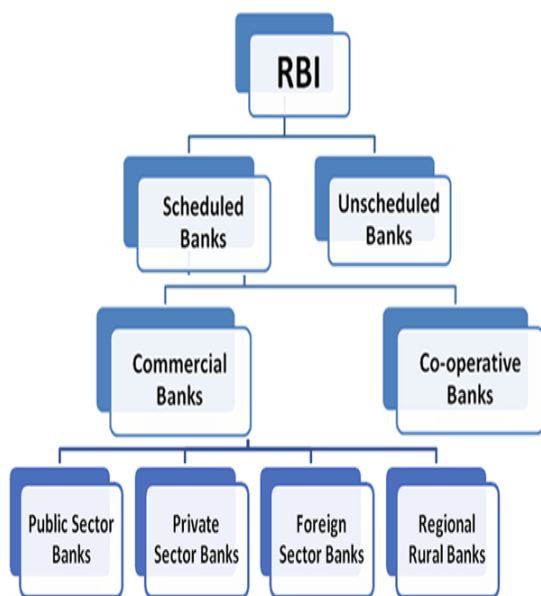 RBI
Scheduled
Banks
Unscheduled
Banks
Commercial
Banks
Co-operative
Banks
Public Sector
Banks
Private
Sector Banks
Foreign
Sector Banks
Regional
Rural Banks